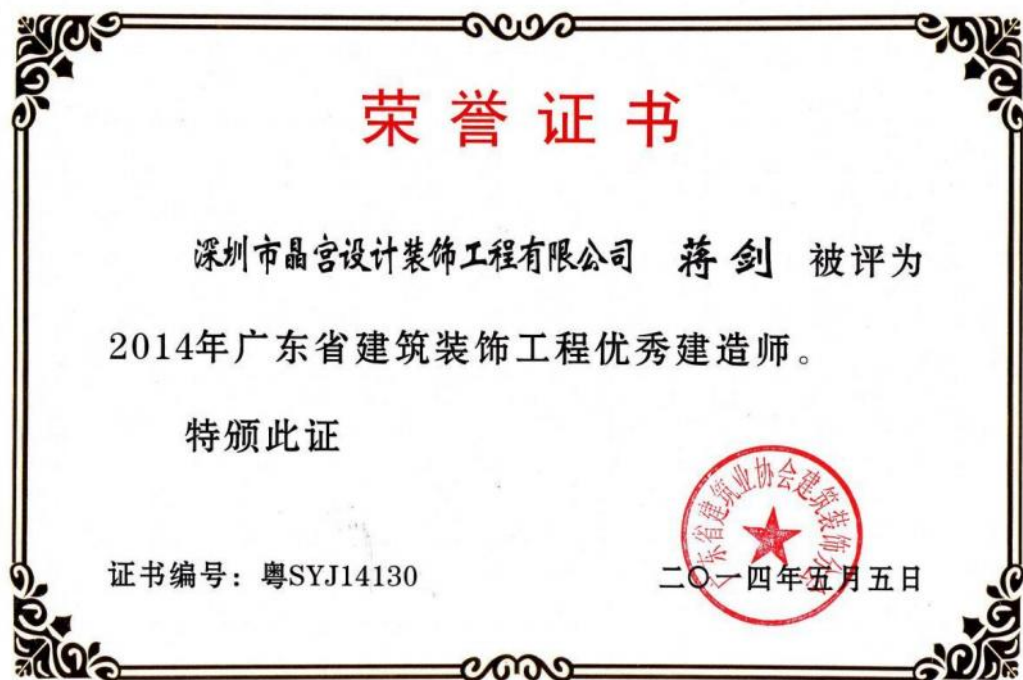 荣誉证书
深圳市晶宫设计装饰工程有限公司 蒋剑 被评为
2014年广东省建筑装饰工程优秀建造师。
特颁此证
广东省建筑业协会建筑装饰分会
证书编号：粤SYJ14130
二〇一四年五月五日